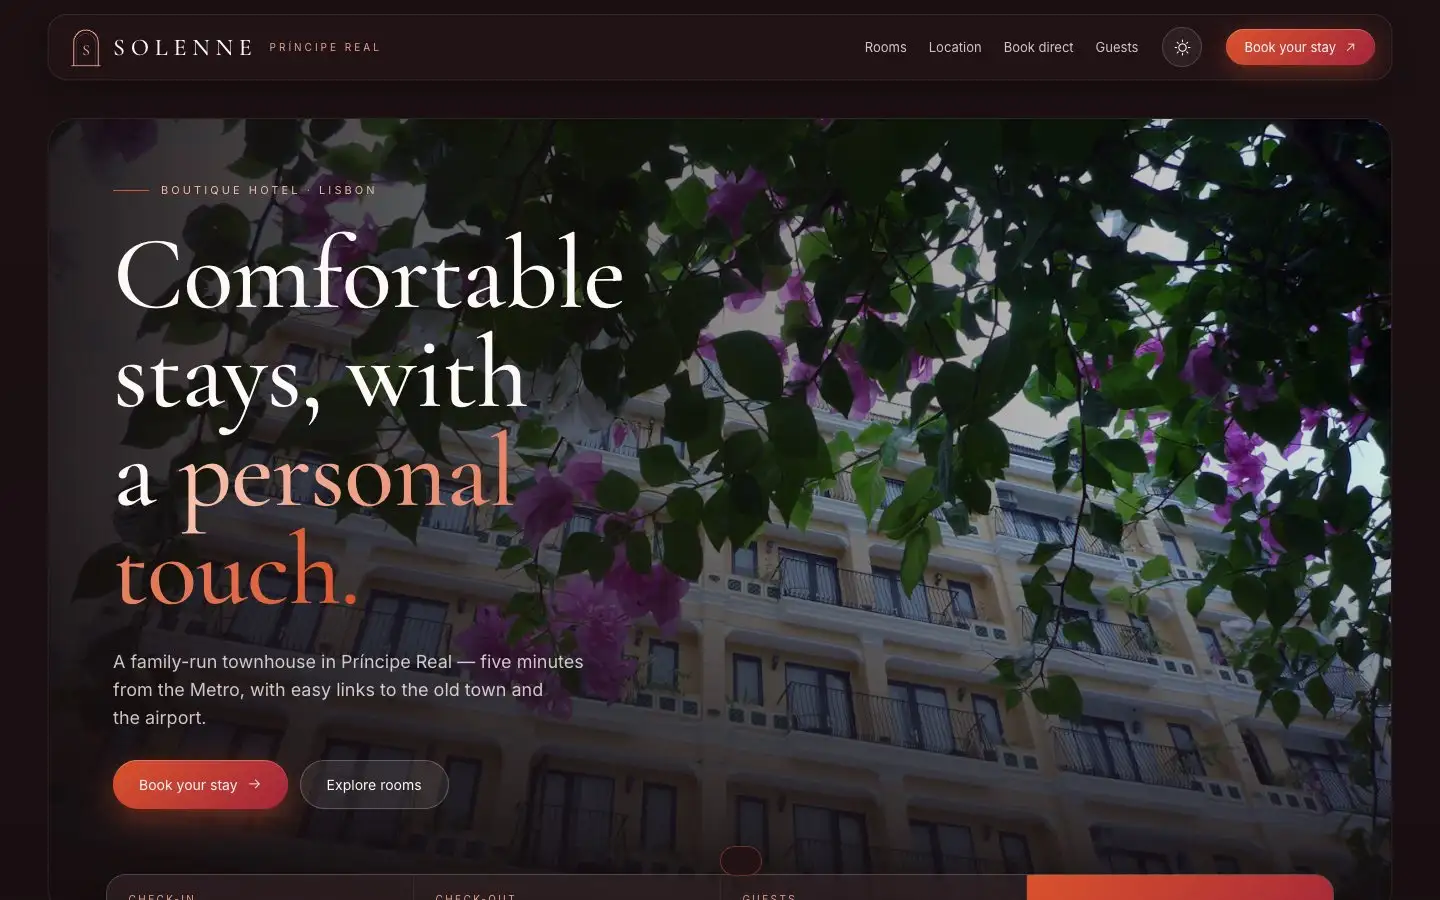 S SOLENNE PRÍNCIPE REAL Rooms Location Book direct Guests Book your stay ↗
BOUTIQUE HOTEL · LISBON
Comfortable
stays, with
a personal
touch.
A family-run townhouse in Príncipe Real — five minutes
from the Metro, with easy links to the old town and
the airport.
Book your stay → Explore rooms
CHECK-IN CHECK-OUT GUESTS